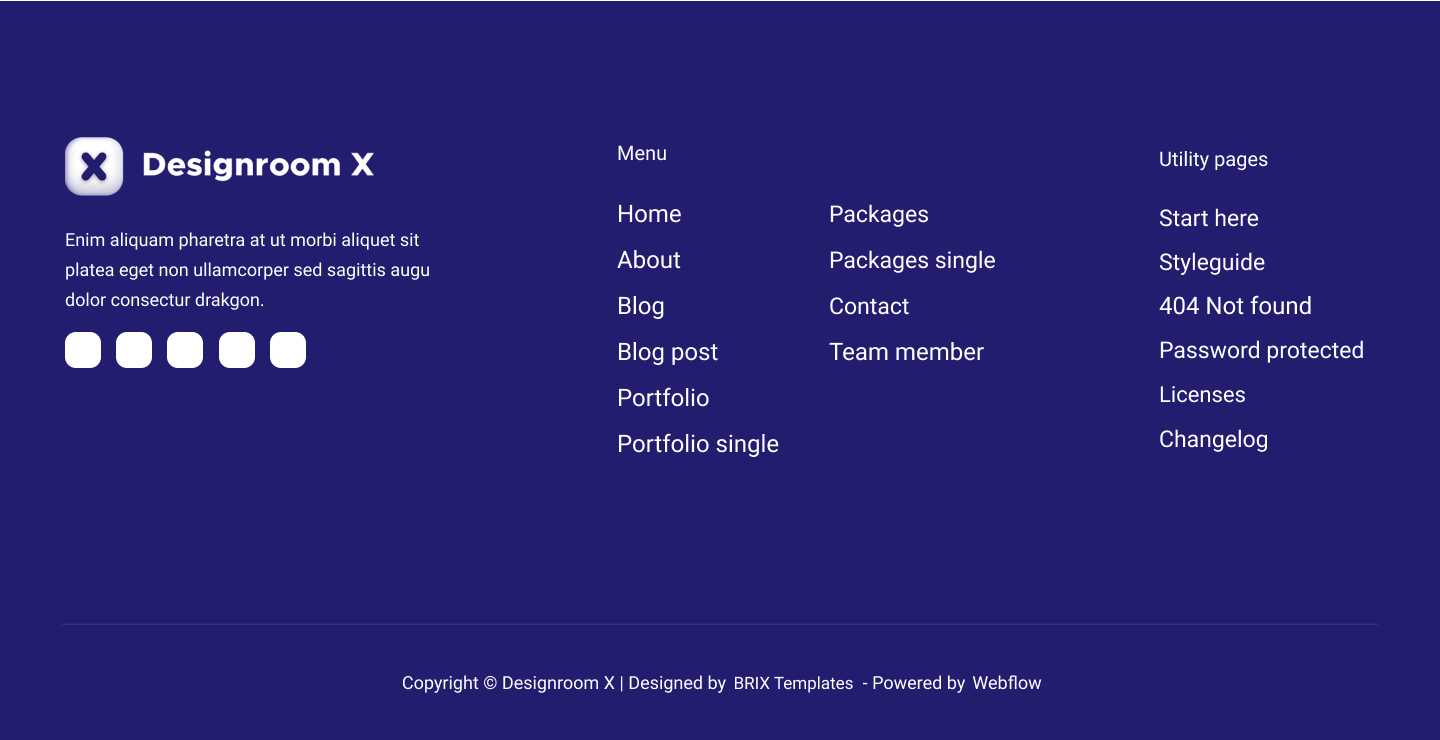 Designroom X
Enim aliquam pharetra at ut morbi aliquet sit
platea eget non ullamcorper sed sagittis augu
dolor consectur drakgon.
Menu
Home
About
Blog
Blog post
Portfolio
Portfolio single
Packages
Packages single
Contact
Team member
Utility pages
Start here
Styleguide
404 Not found
Password protected
Licenses
Changelog
Copyright © Designroom X | Designed by BRIX Templates - Powered by Webflow